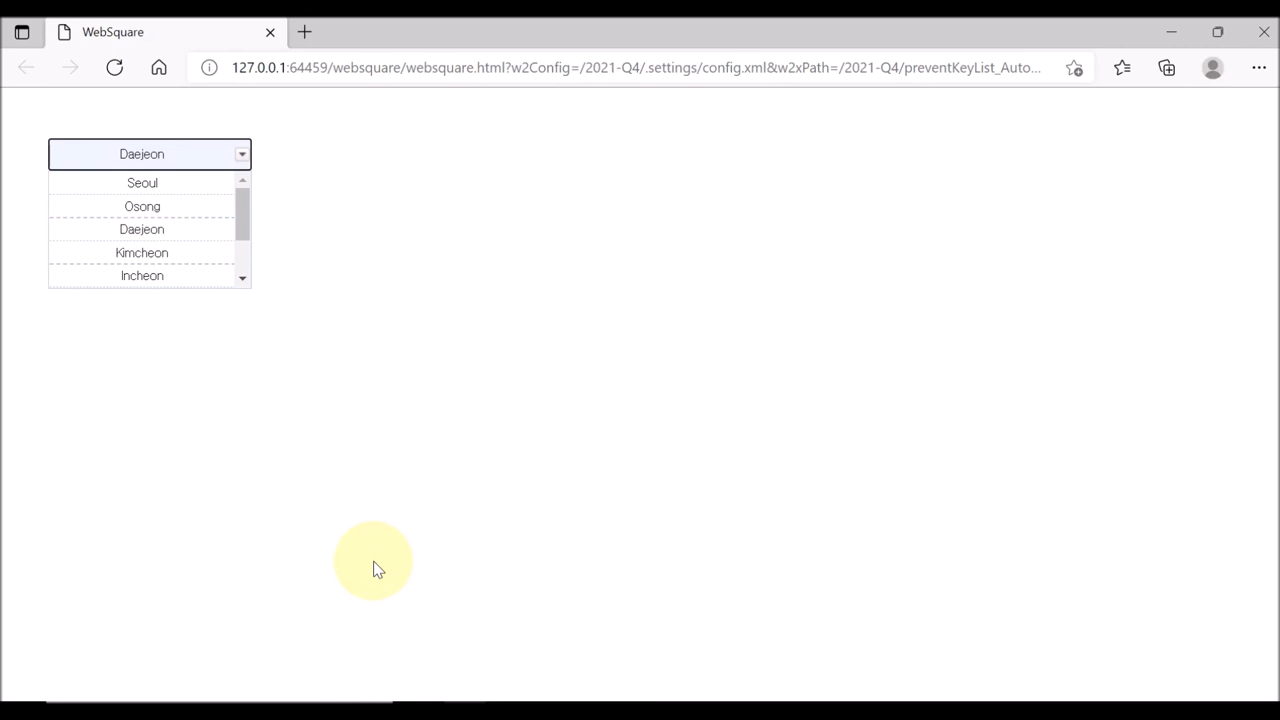 WebSquare
127.0.0.1:64459/websquare/websquare.html?w2Config=/2021-Q4/.settings/config.xml&w2xPath=/2021-Q4/preventKeyList_Auto...
Daejeon
Seoul
Osong
Daejeon
Kimcheon
Incheon